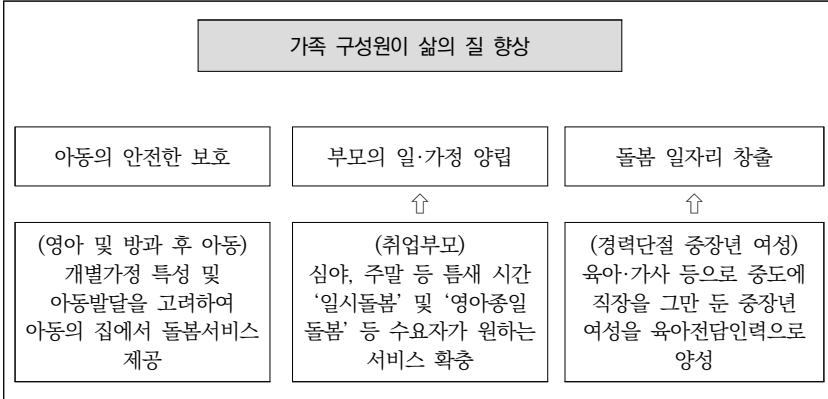 가족 구성원이 삶의 질 향상
아동의 안전한 보호
부모의 일·가정 양립
돌봄 일자리 창출
(영아 및 방과 후 아동)
개별가정 특성 및
아동발달을 고려하여
아동의 집에서 돌봄서비스
제공
(취업부모)
심야, 주말 등 틈새 시간
‘일시돌봄’ 및 ‘영아종일
돌봄’ 등 수요자가 원하는
서비스 확충
(경력단절 중장년 여성)
육아·가사 등으로 중도에
직장을 그만 둔 중장년
여성을 육아전담인력으로
양성